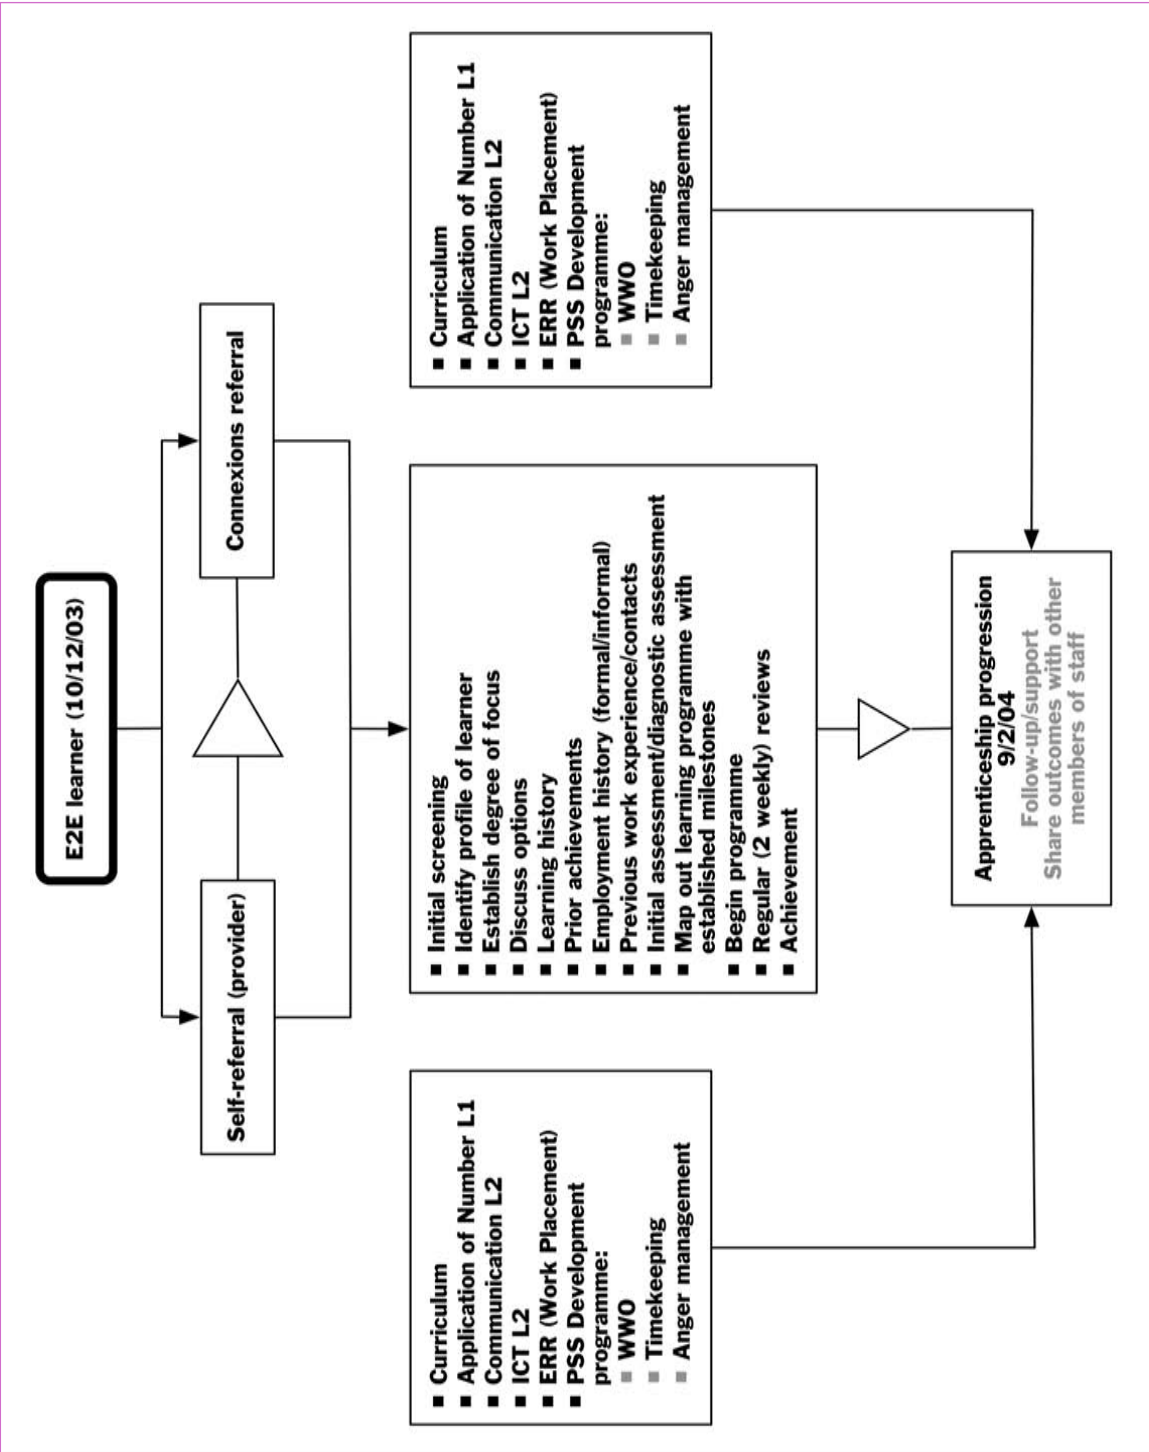 E2E learner (10/12/03)
Self-referral (provider)
Connexions referral
■ Curriculum
■ Application of Number L1
■ Communication L2
■ ICT L2
■ ERR (Work Placement)
■ PSS Development
programme:
■ WWO
■ Timekeeping
■ Anger management
■ Initial screening
■ Identify profile of learner
■ Establish degree of focus
■ Discuss options
■ Learning history
■ Prior achievements
■ Employment history (formal/informal)
■ Previous work experience/contacts
■ Initial assessment/diagnostic assessment
■ Map out learning programme with
established milestones
■ Begin programme
■ Regular (2 weekly) reviews
■ Achievement
■ Curriculum
■ Application of Number L1
■ Communication L2
■ ICT L2
■ ERR (Work Placement)
■ PSS Development
programme:
■ WWO
■ Timekeeping
■ Anger management
Apprenticeship progression
9/2/04
Follow-up/support
Share outcomes with other
members of staff